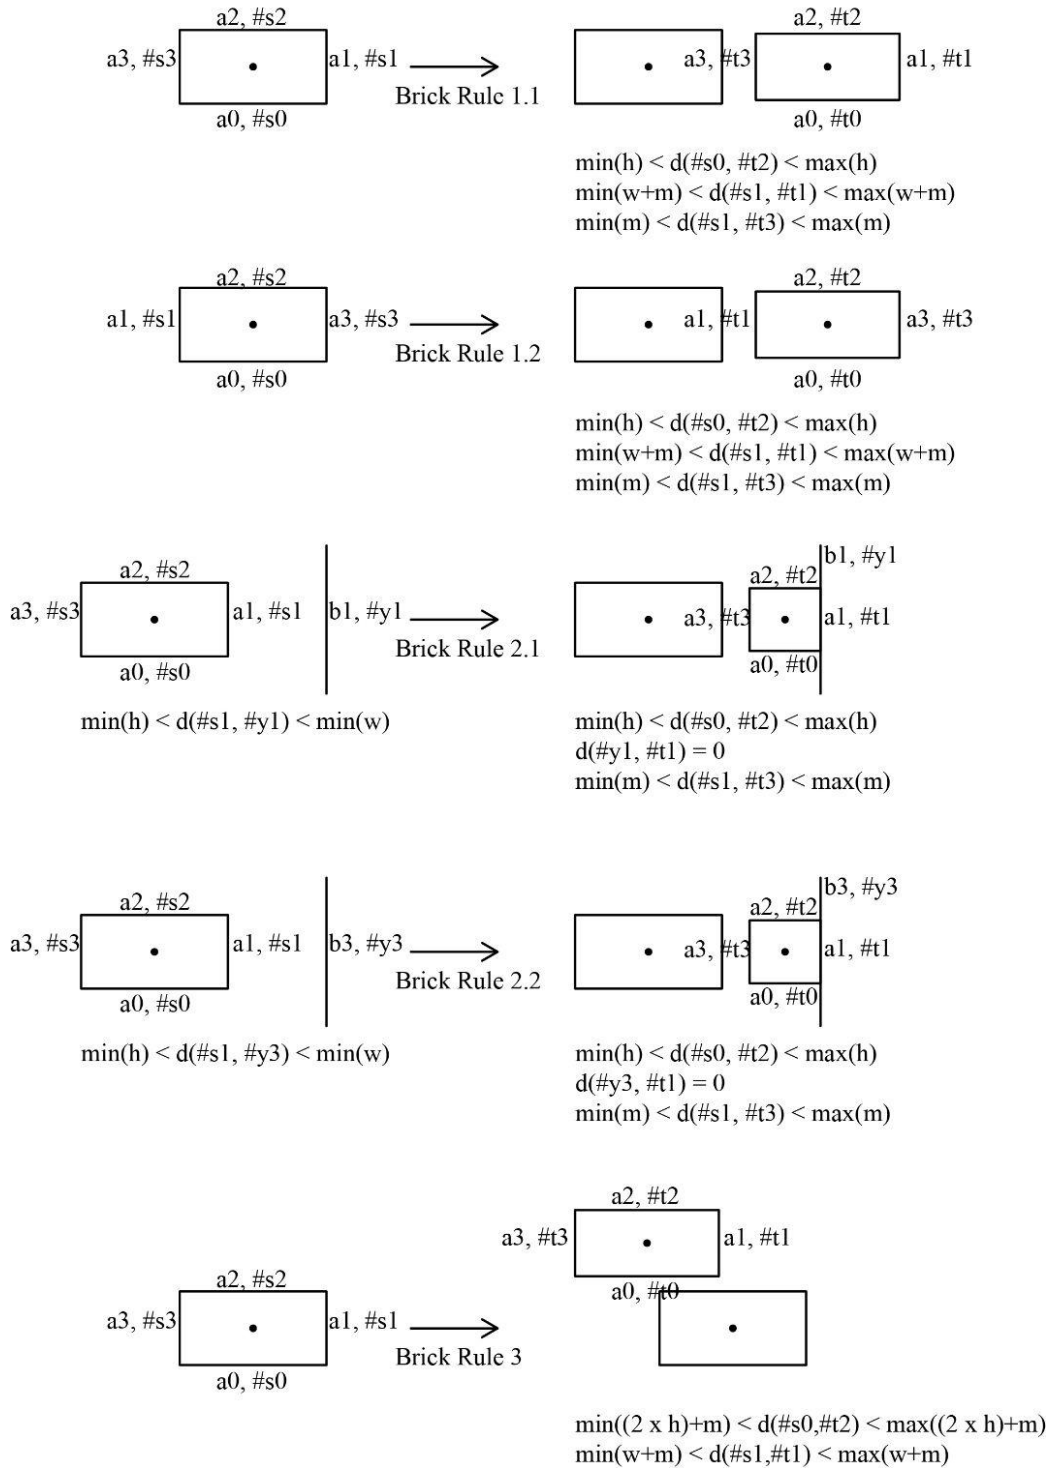 a2, #s2
a3, #s3
a1, #s1
a0, #s0
Brick Rule 1.1
a2, #t2
a3, #t3
a1, #t1
a0, #t0
min(h) < d(#s0, #t2) < max(h)
min(w+m) < d(#s1, #t1) < max(w+m)
min(m) < d(#s1, #t3) < max(m)
a2, #s2
a1, #s1
a3, #s3
a0, #s0
Brick Rule 1.2
a2, #t2
a1, #t1
a3, #t3
a0, #t0
min(h) < d(#s0, #t2) < max(h)
min(w+m) < d(#s1, #t1) < max(w+m)
min(m) < d(#s1, #t3) < max(m)
a2, #s2
a3, #s3
a1, #s1
b1, #y1
a0, #s0
min(h) < d(#s1, #y1) < min(w)
Brick Rule 2.1
b1, #y1
a2, #t2
a3, #t3
a1, #t1
a0, #t0
min(h) < d(#s0, #t2) < max(h)
d(#y1, #t1) = 0
min(m) < d(#s1, #t3) < max(m)
a2, #s2
a3, #s3
a1, #s1
b3, #y3
a0, #s0
min(h) < d(#s1, #y3) < min(w)
Brick Rule 2.2
b3, #y3
a2, #t2
a3, #t3
a1, #t1
a0, #t0
min(h) < d(#s0, #t2) < max(h)
d(#y3, #t1) = 0
min(m) < d(#s1, #t3) < max(m)
a2, #s2
a3, #s3
a1, #s1
a0, #s0
Brick Rule 3
a2, #t2
a3, #t3
a1, #t1
a0, #t0
min((2 x h)+m) < d(#s0,#t2) < max((2 x h)+m)
min(w+m) < d(#s1,#t1) < max(w+m)